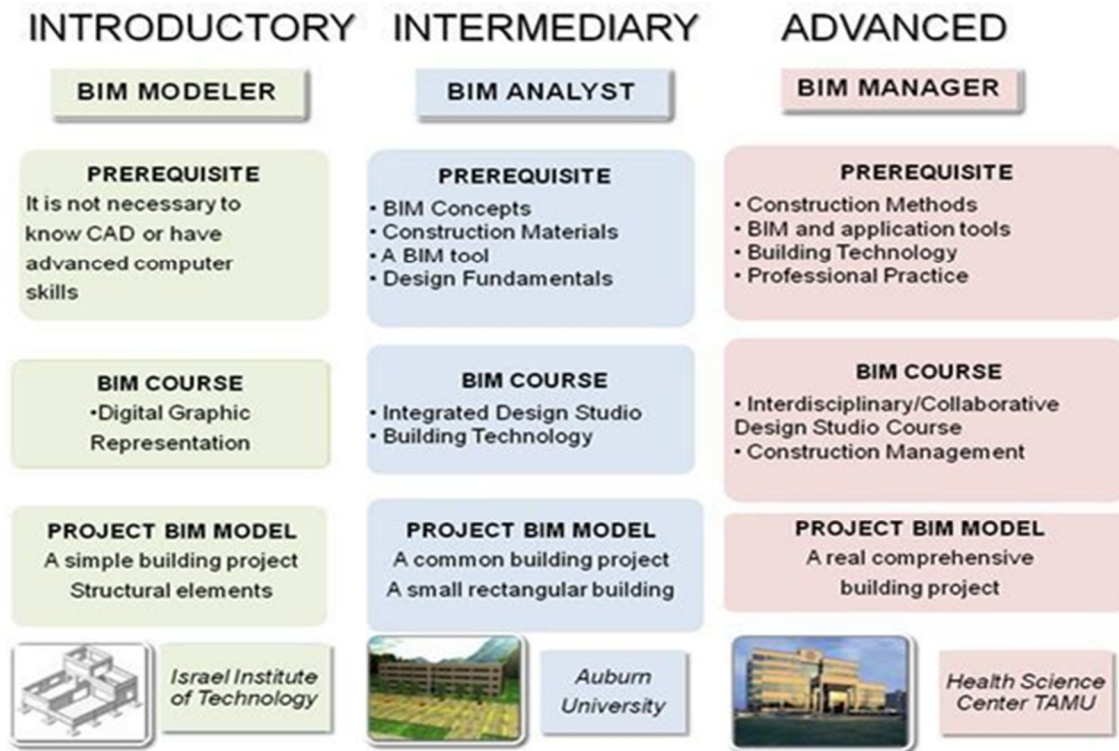 INTRODUCTORY
BIM MODELER
PREREQUISITE
It is not necessary to
know CAD or have
advanced computer
skills
BIM COURSE
•Digital Graphic
Representation
PROJECT BIM MODEL
A simple building project
Structural elements
Israel Institute
of Technology
INTERMEDIARY
BIM ANALYST
PREREQUISITE
• BIM Concepts
• Construction Materials
• A BIM tool
• Design Fundamentals
BIM COURSE
• Integrated Design Studio
• Building Technology
PROJECT BIM MODEL
A common building project
A small rectangular building
Auburn
University
ADVANCED
BIM MANAGER
PREREQUISITE
• Construction Methods
• BIM and application tools
• Building Technology
• Professional Practice
BIM COURSE
• Interdisciplinary/Collaborative
Design Studio Course
• Construction Management
PROJECT BIM MODEL
A real comprehensive
building project
Health Science
Center TAMU